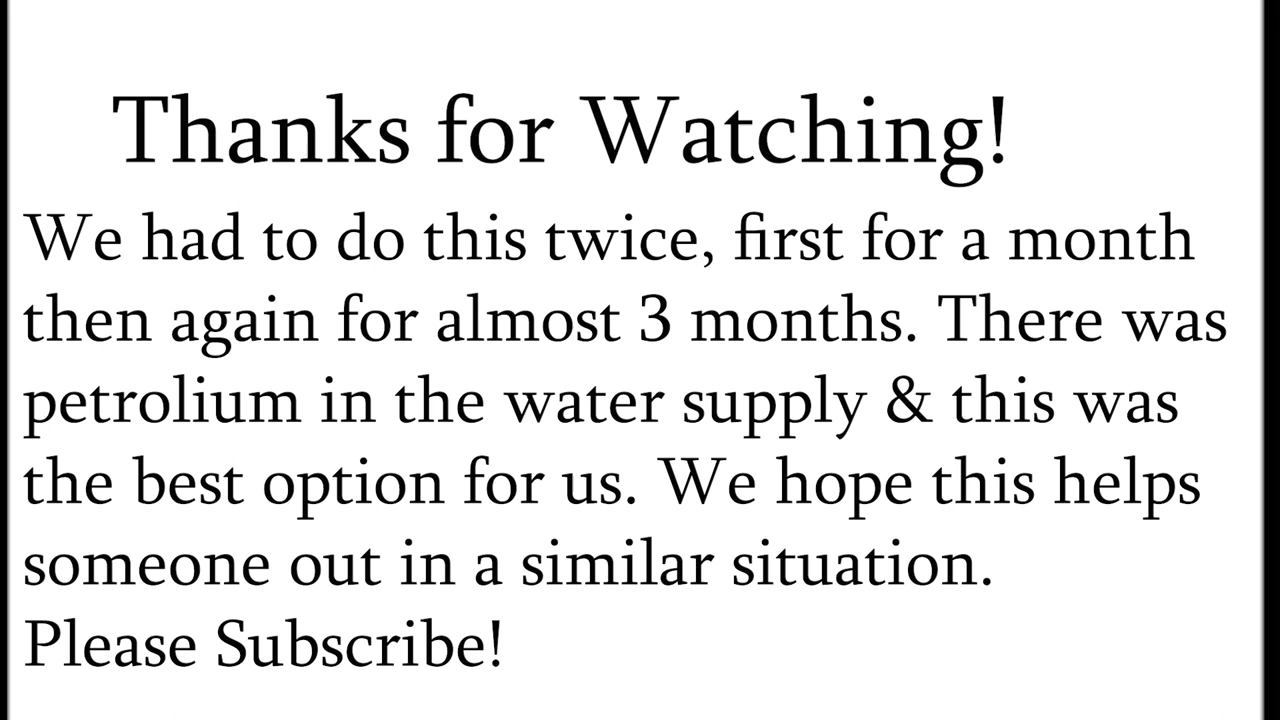 Thanks for Watching!
We had to do this twice, first for a month
then again for almost 3 months. There was
petrolium in the water supply & this was
the best option for us. We hope this helps
someone out in a similar situation.
Please Subscribe!